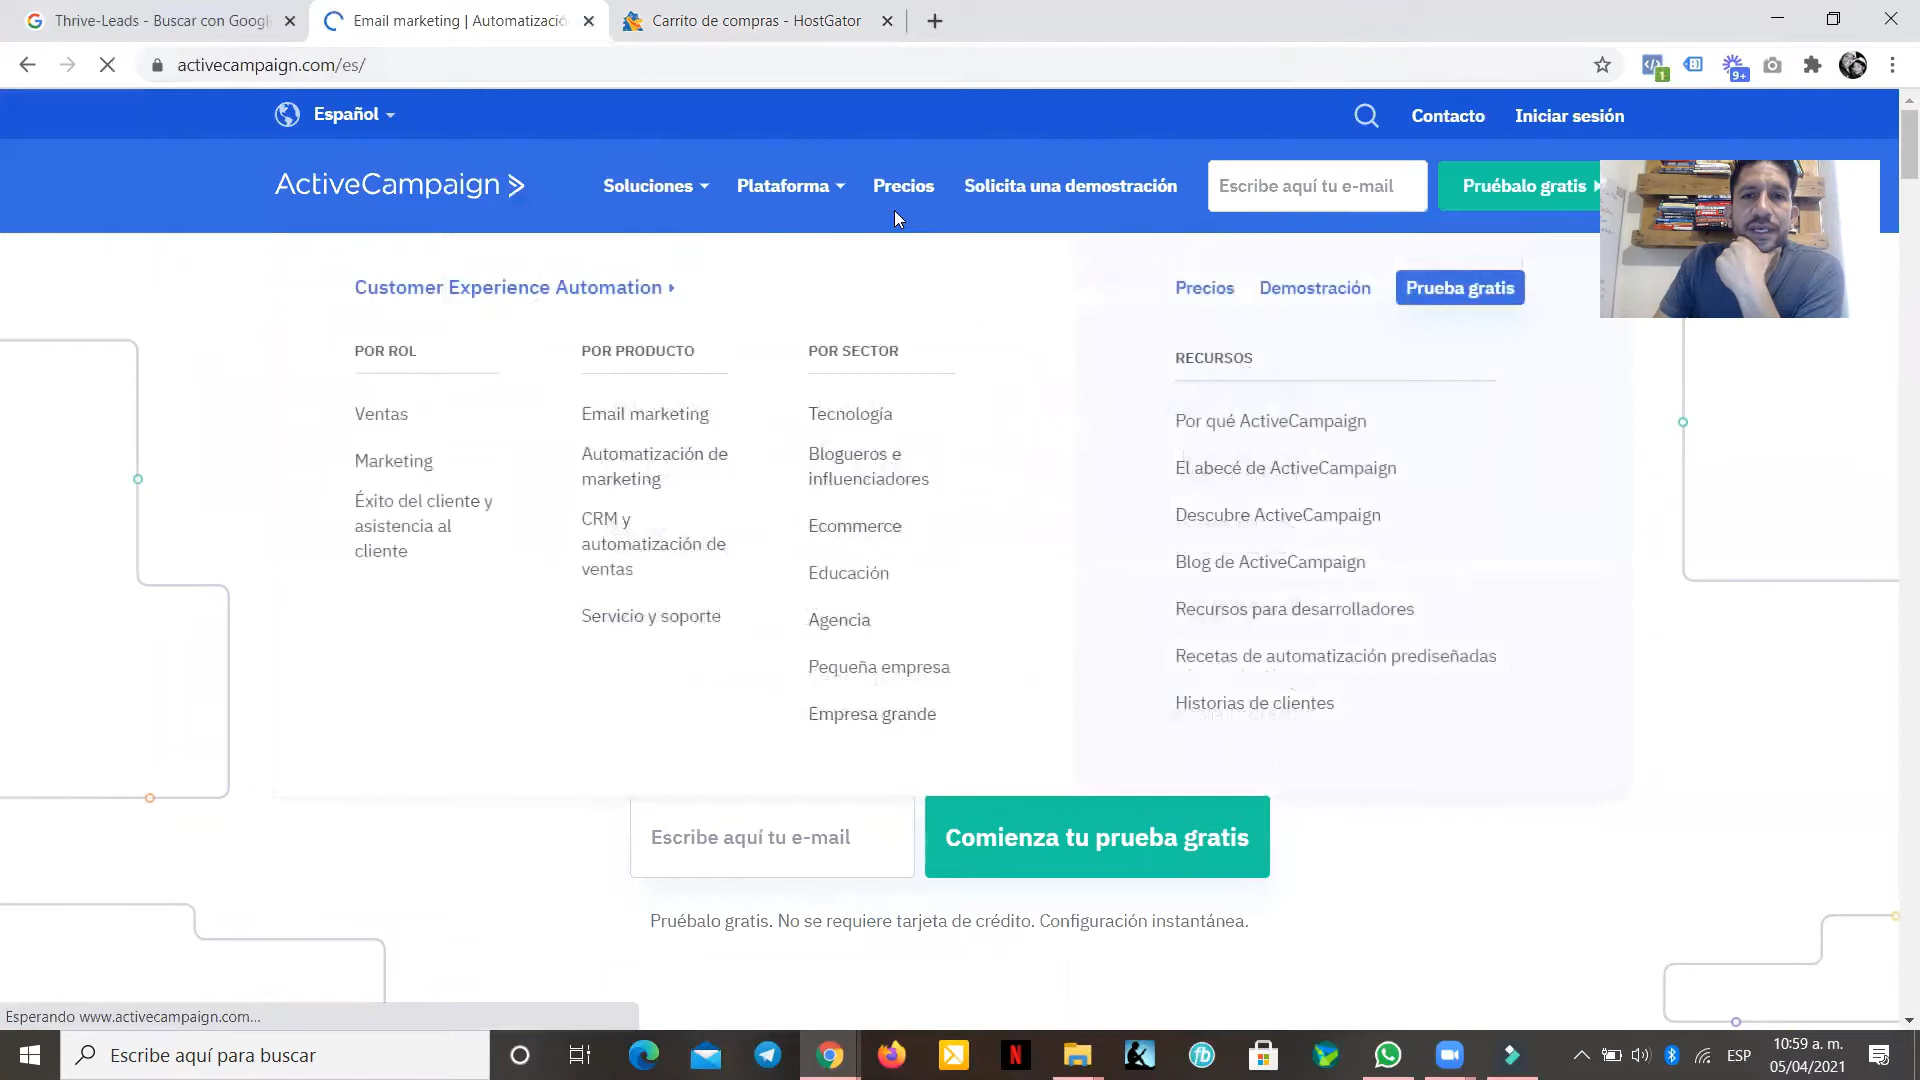 Thrive-Leads - Buscar con Googl
Email marketing | Automatizació
Carrito de compras - HostGator
activecampaign.com/es/
1
9+
Español
Contacto
Iniciar sesión
ActiveCampaign
Soluciones
Plataforma
Precios
Solicita una demostración
Escribe aquí tu e-mail
Pruébalo gratis
Customer Experience Automation
Precios
Demostración
Prueba gratis
POR ROL
Ventas
Marketing
Éxito del cliente y
asistencia al
cliente
POR PRODUCTO
Email marketing
Automatización de
marketing
CRM y
automatización de
ventas
Servicio y soporte
POR SECTOR
Tecnología
Blogueros e
influenciadores
Ecommerce
Educación
Agencia
Pequeña empresa
Empresa grande
RECURSOS
Por qué ActiveCampaign
El abecé de ActiveCampaign
Descubre ActiveCampaign
Blog de ActiveCampaign
Recursos para desarrolladores
Recetas de automatización prediseñadas
Historias de clientes
Escribe aquí tu e-mail
Comienza tu prueba gratis
Pruébalo gratis. No se requiere tarjeta de crédito. Configuración instantánea.
Esperando www.activecampaign.com...
Escribe aquí para buscar
N
fb
ESP
10:59 a. m.
05/04/2021